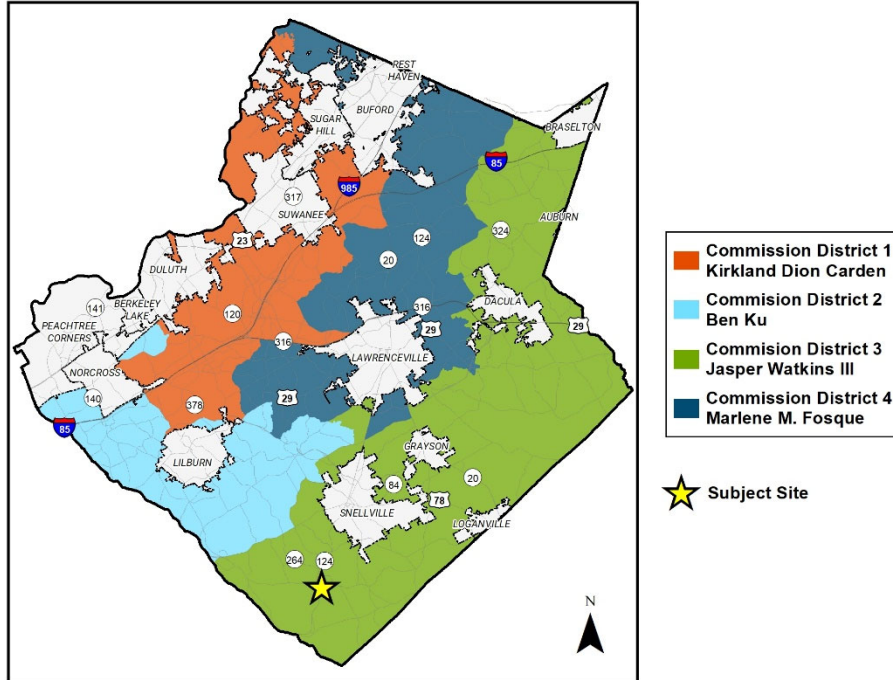 REST
HAVEN
BUFORD
SUGAR
HILL
BRASELTON
85
985
317
SUWANEE
AUBURN
324
23
124
20
DULUTH
141
BERKELEY
LAKE
PEACHTREE
CORNERS
120
316
DACULA
29
29
316
LAWRENCEVILLE
NORCROSS
140
378
29
85
LILBURN
GRAYSON
84
20
78
SNELLVILLE
LOGANVILLE
264
124
N
Commission District 1
Kirkland Dion Carden
Commision District 2
Ben Ku
Commision District 3
Jasper Watkins III
Commission District 4
Marlene M. Fosque
Subject Site